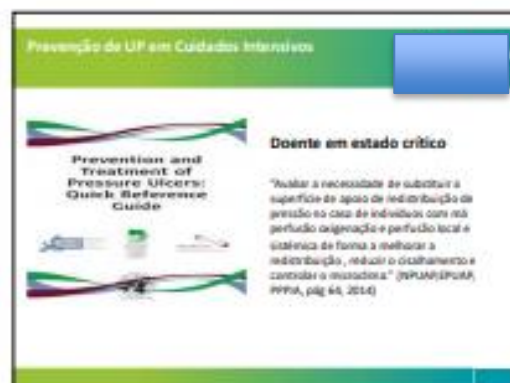 Prevenção de UP em Cuidados Intensivos
Prevention and
Treatment of
Pressure Ulcers:
Quick Reference
Guide
Doente em estado crítico
"Avaliar a necessidade de substituir a
superfície de apoio de redistribuição de
pressão no caso de indivíduos com má
perfusão oxigenação e perfusão local e
sistémica de forma a melhorar a
redistribuição , reduzir o cisalhamento e
controlar o microclima." (NPUAP,EPUAP,
PPPIA, pág 64, 2014)